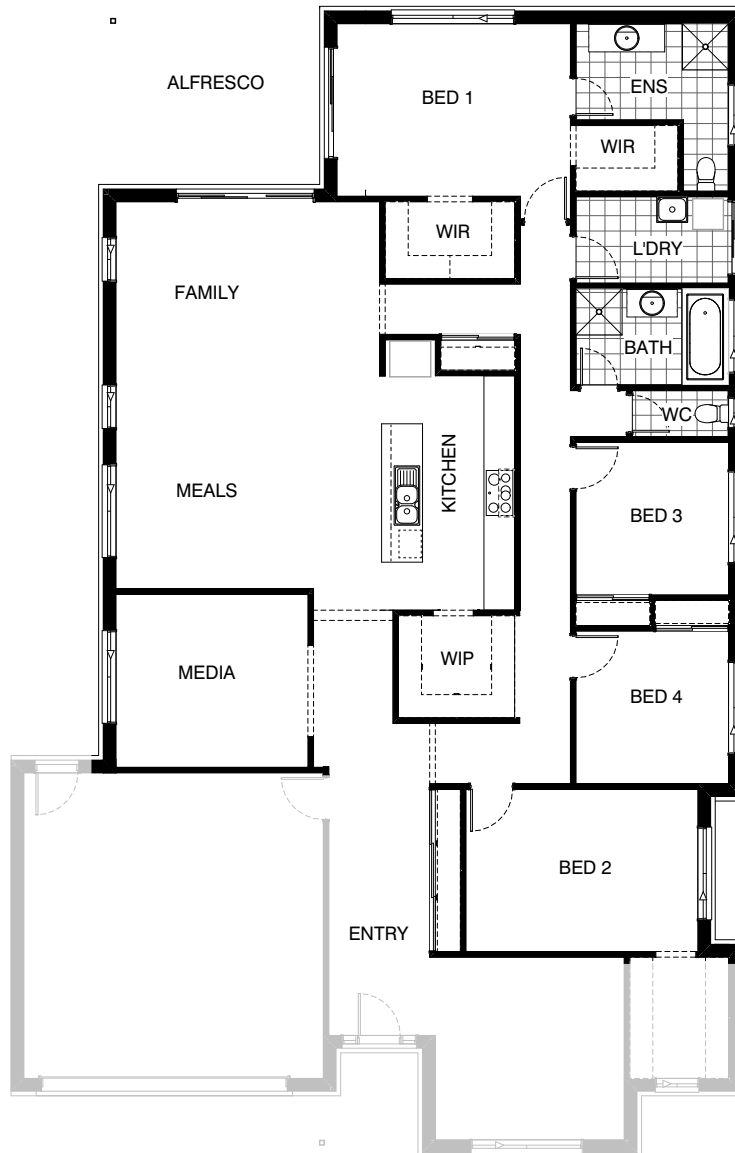 ALFRESCO
BED 1
ENS
WIR
WIR
L'DRY
FAMILY
BATH
WC
KITCHEN
MEALS
BED 3
WIP
MEDIA
BED 4
BED 2
ENTRY